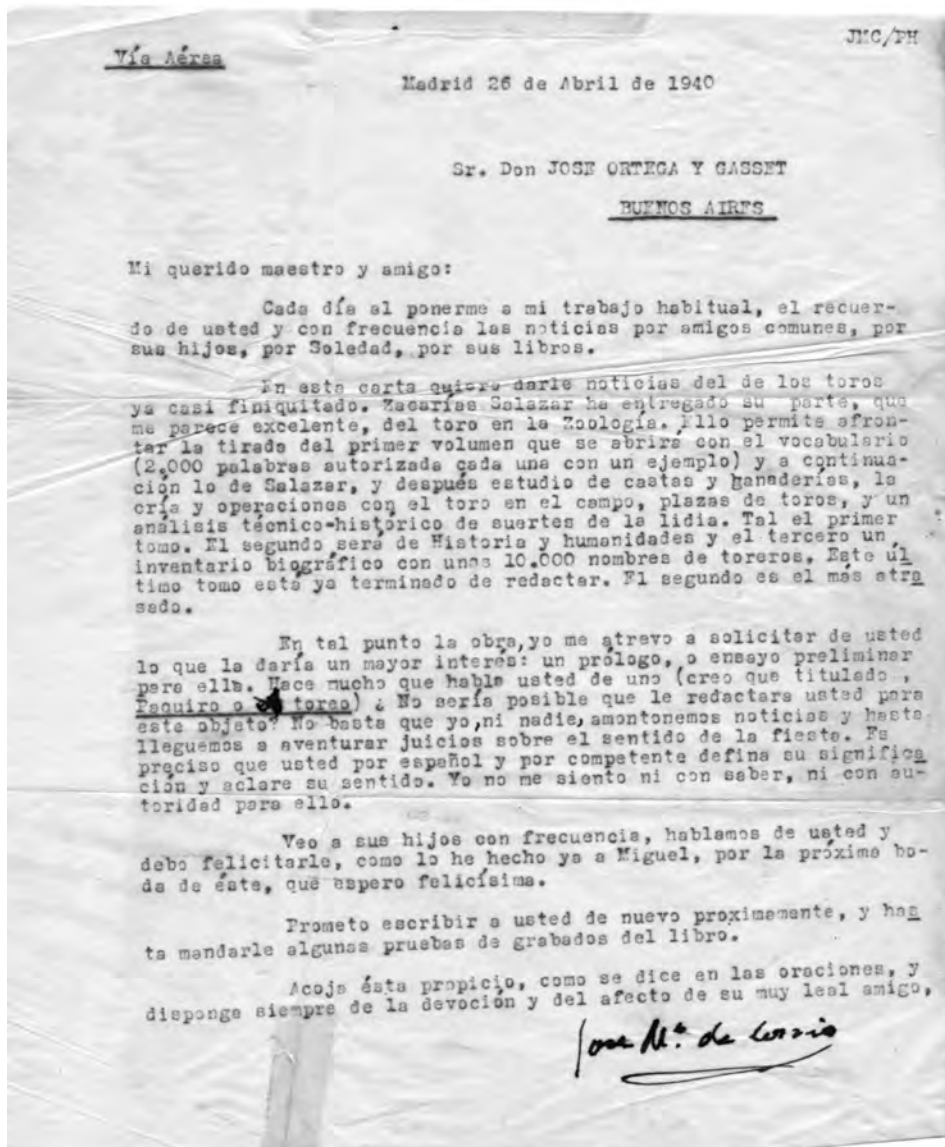 JMC/PH
Vía Aérea
Madrid 26 de Abril de 1940
Sr. Don JOSE ORTEGA Y GASSET
BUENOS AIRES
Mi querido maestro y amigo:
Cada día al ponerme a mi trabajo habitual, el recuer-
do de usted y con frecuencia las noticias por amigos comunes, por
sus hijos, por Soledad, por sus libros.
En esta carta quiero darle noticias del de los toros
ya casi finiquitado. Zacarías Salazar ha entregado su parte, que
me parece excelente, del toro en la Zoología. Ello permite afron-
tar la tirada del primer volumen que se abrirá con el vocabulario
(2.000 palabras autorizada cada una con un ejemplo) y a continua-
ción lo de Salazar, y después estudio de castas y ganaderías, la
cría y operaciones con el toro en el campo, plazas de toros, y un
análisis técnico-histórico de suertes de la lidia. Tal el primer
tomo. El segundo será de Historia y humanidades y el tercero un
inventario biográfico con unos 10.000 nombres de toreros. Este úl
timo tomo está ya terminado de redactar. El segundo es el más atra
sado.
En tal punto la obra, yo me atrevo a solicitar de usted
lo que la daría un mayor interés: un prólogo, o ensayo preliminar
para ella. Hace mucho que habla usted de uno (creo que titulado ,
Paquiro o toreo) ¿ No sería posible que le redactara usted para
este objeto? No basta que yo, ni nadie, amontonemos noticias y hasta
lleguemos a aventurar juicios sobre el sentido de la fiesta. Es
preciso que usted por español y por competente defina su significa
ción y aclare su sentido. Yo no me siento ni con saber, ni con au-
toridad para ello.
Veo a sus hijos con frecuencia, hablamos de usted y
debo felicitarle, como lo he hecho ya a Miguel, por la próxima bo-
da de éste, que espero felicísima.
Prometo escribir a usted de nuevo proximamente, y has
ta mandarle algunas pruebas de grabados del libro.
Acoja ésta propicio, como se dice en las oraciones, y
disponga siempre de la devoción y del afecto de su muy leal amigo,
Jose Mª. de Cossio